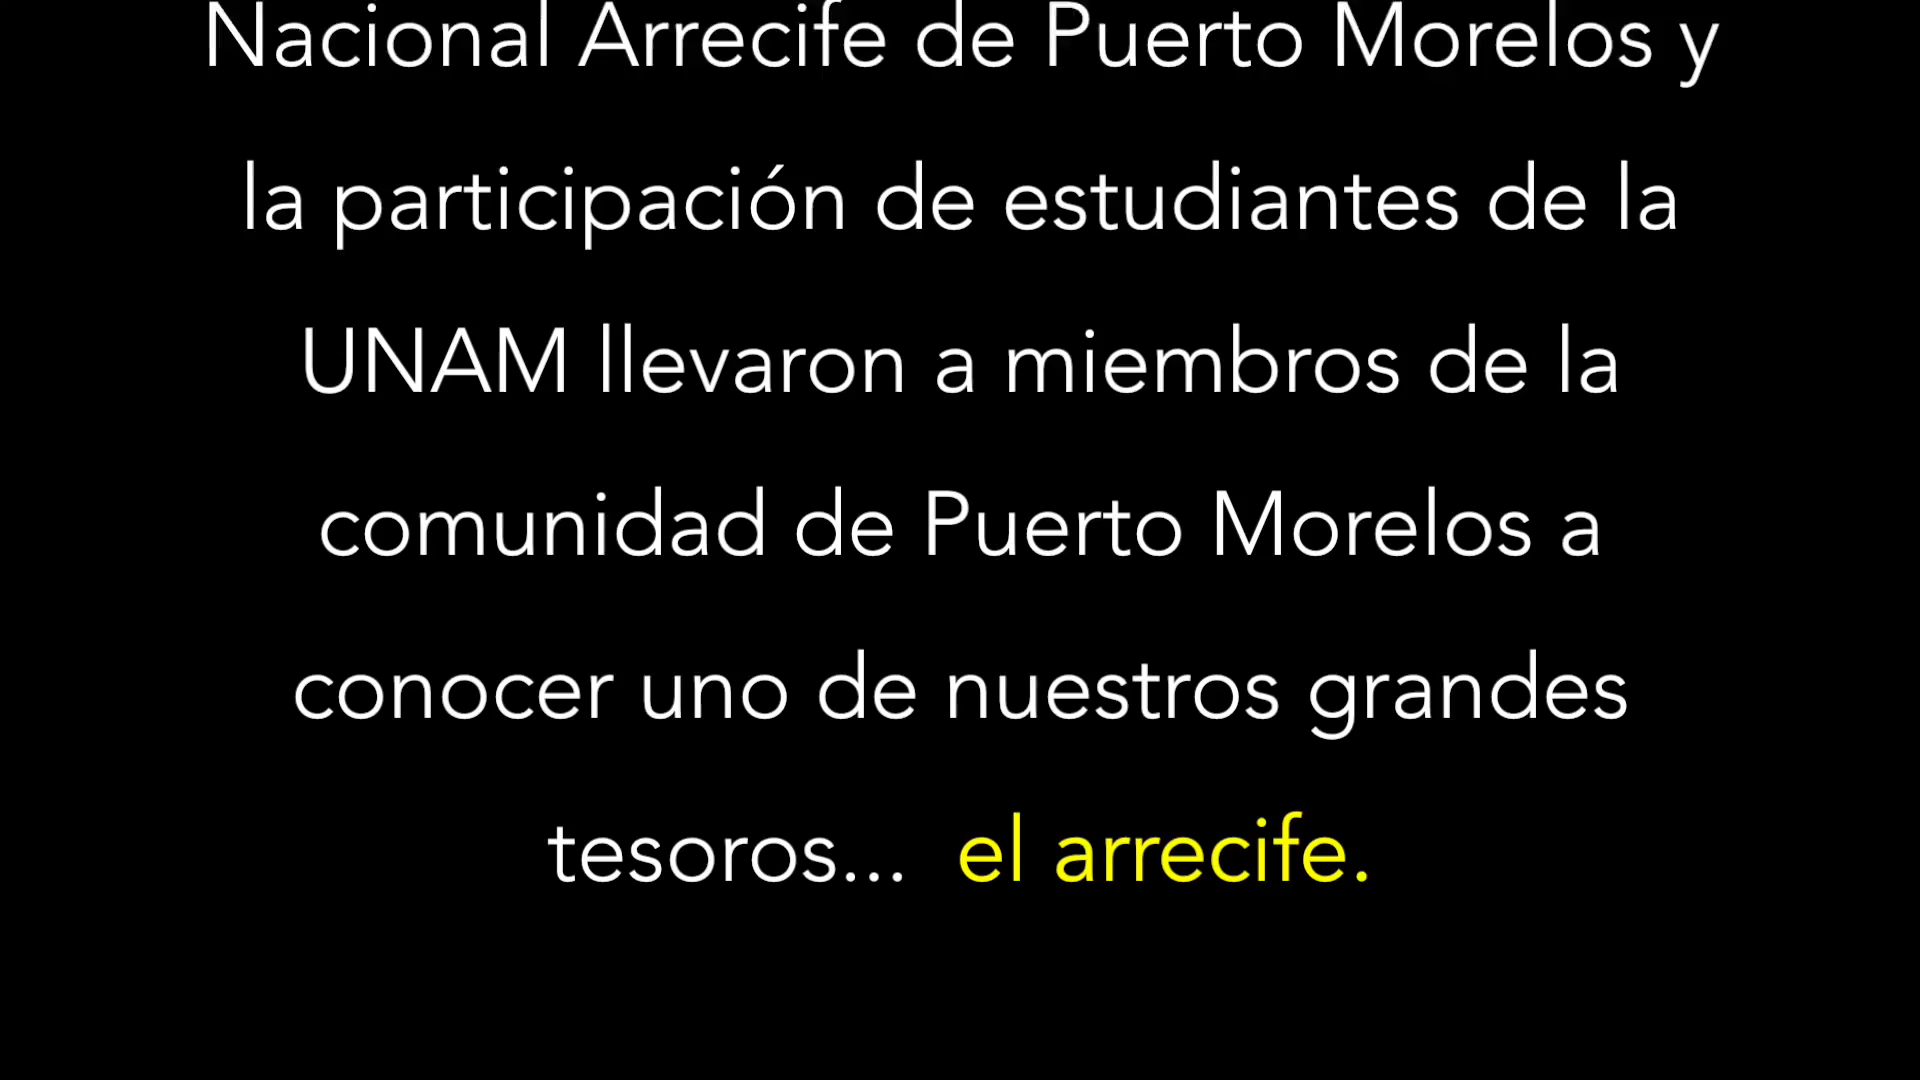 Nacional Arrecife de Puerto Morelos y
la participación de estudiantes de la
UNAM llevaron a miembros de la
comunidad de Puerto Morelos a
conocer uno de nuestros grandes
tesoros... el arrecife.